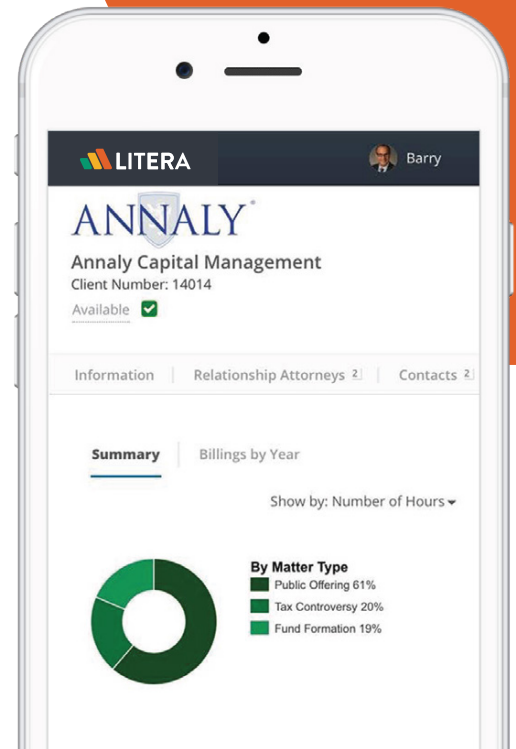 LITERA
Barry
ANNALY®
Annaly Capital Management
Client Number: 14014
Available
Information Relationship Attorneys 2 Contacts 2
Summary Billings by Year
Show by: Number of Hours
By Matter Type
Public Offering 61%
Tax Controversy 20%
Fund Formation 19%